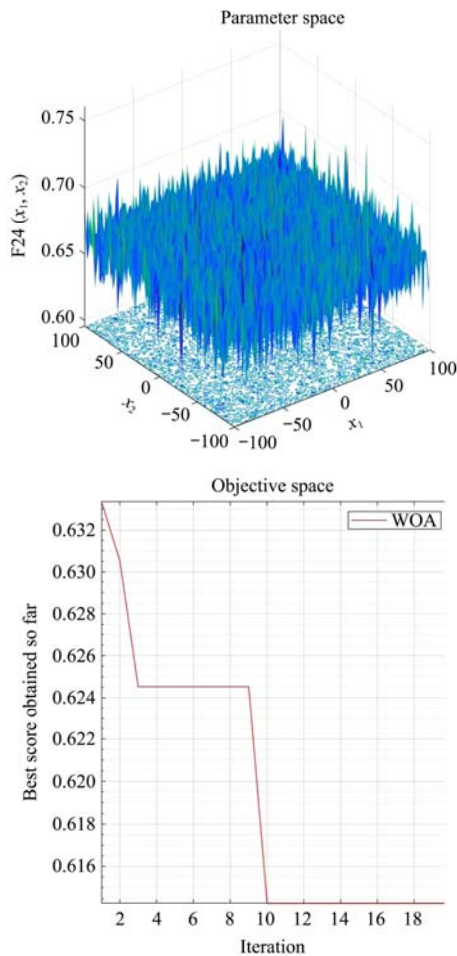 Parameter space
0.75
0.70
0.65
0.60
F24 (x₁, x₂)
100
50
0
−50
−100
x₂
−100
−50
0
50
100
x₁
Objective space
WOA
0.632
0.630
0.628
0.626
0.624
0.622
0.620
0.618
0.616
Best score obtained so far
2 4 6 8 10 12 14 16 18
Iteration